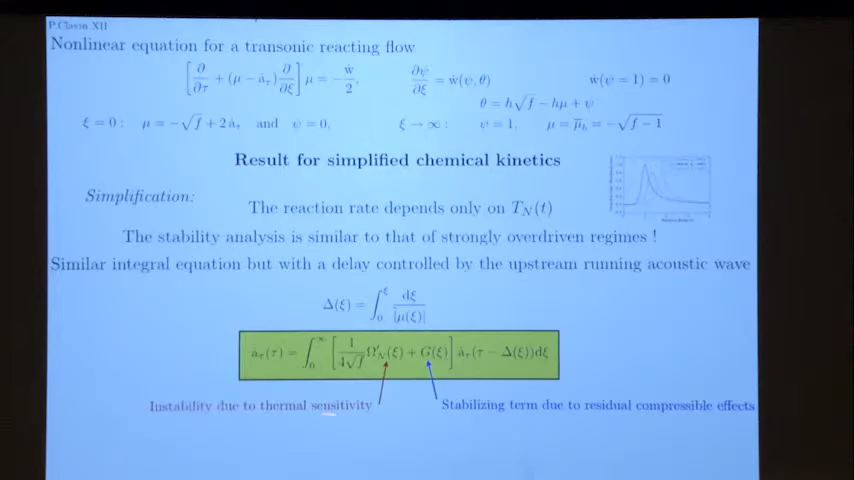 P.Clavin XII
Nonlinear equation for a transonic reacting flow
[∂/∂τ + (μ − ȧ_τ) ∂/∂ξ] μ = −ẇ/2, ∂ψ/∂ξ = ẇ(ψ, θ) ẇ(ψ = 1) = 0
θ = h√f − hμ + ψ
ξ = 0 : μ = −√f + 2ȧ_τ and ψ = 0, ξ → ∞ : ψ = 1, μ = μ̄_b = −√(f − 1)
Result for simplified chemical kinetics
Simplification:
The reaction rate depends only on T_N(t)
The stability analysis is similar to that of strongly overdriven regimes !
Similar integral equation but with a delay controlled by the upstream running acoustic wave
Δ(ξ) = ∫_0^ξ dξ/|μ(ξ)|
ȧ_τ(τ) = ∫_0^∞ [1/(4√f) Ω′_N(ξ) + G(ξ)] ȧ_τ(τ − Δ(ξ))dξ
Instability due to thermal sensitivity
Stabilizing term due to residual compressible effects